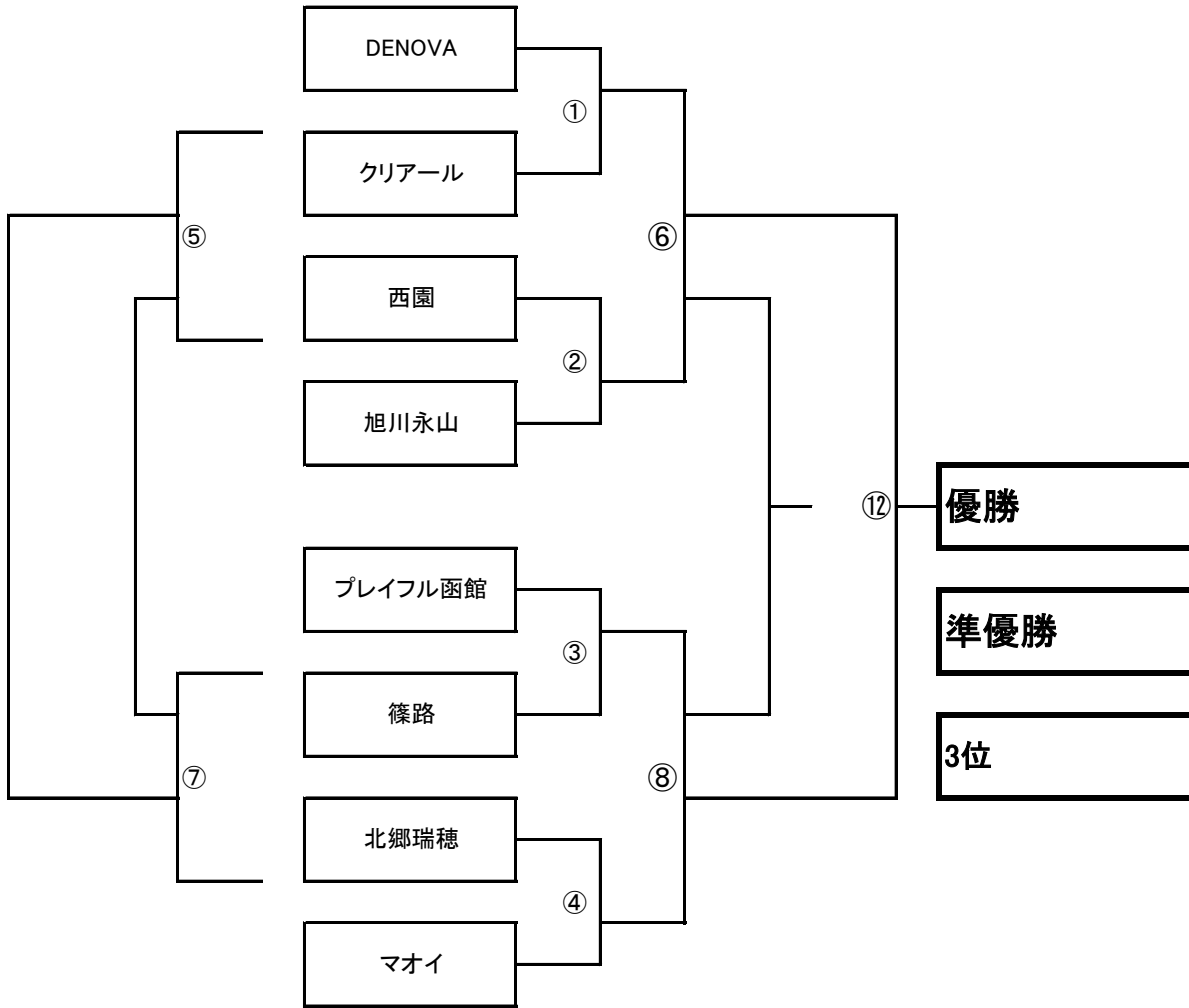 DENOVA
①
クリアール
⑤
⑥
西園
②
旭川永山
⑫
優勝
プレイフル函館
準優勝
③
篠路
3位
⑦
⑧
北郷瑞穂
④
マオイ